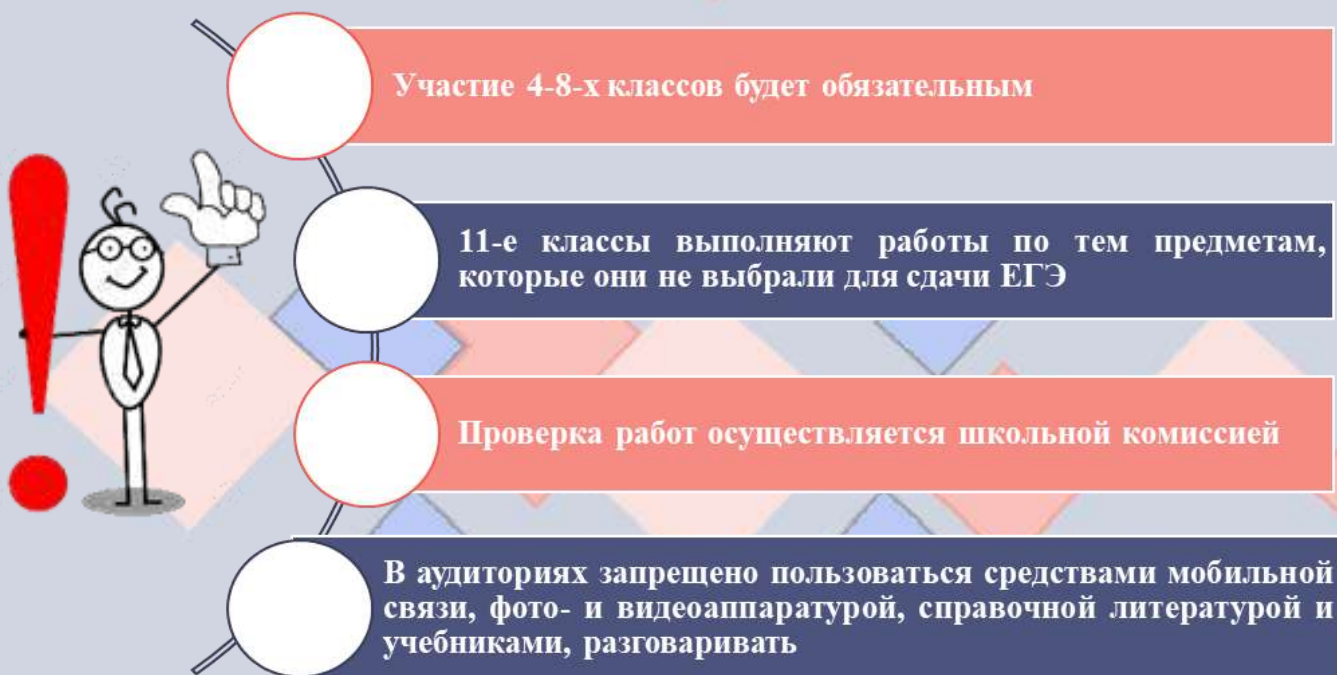 Участие 4-8-х классов будет обязательным
11-е классы выполняют работы по тем предметам,
которые они не выбрали для сдачи ЕГЭ
Проверка работ осуществляется школьной комиссией
В аудиториях запрещено пользоваться средствами мобильной
связи, фото- и видеоаппаратурой, справочной литературой и
учебниками, разговаривать